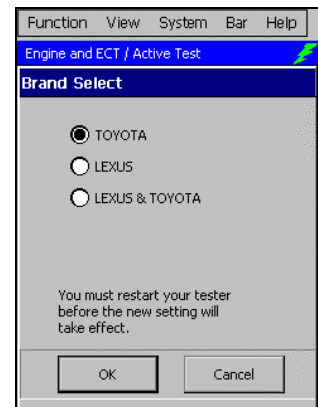 Function View System Bar Help
Engine and ECT / Active Test
Brand Select
TOYOTA
LEXUS
LEXUS & TOYOTA
You must restart your tester
before the new setting will
take effect.
OK Cancel